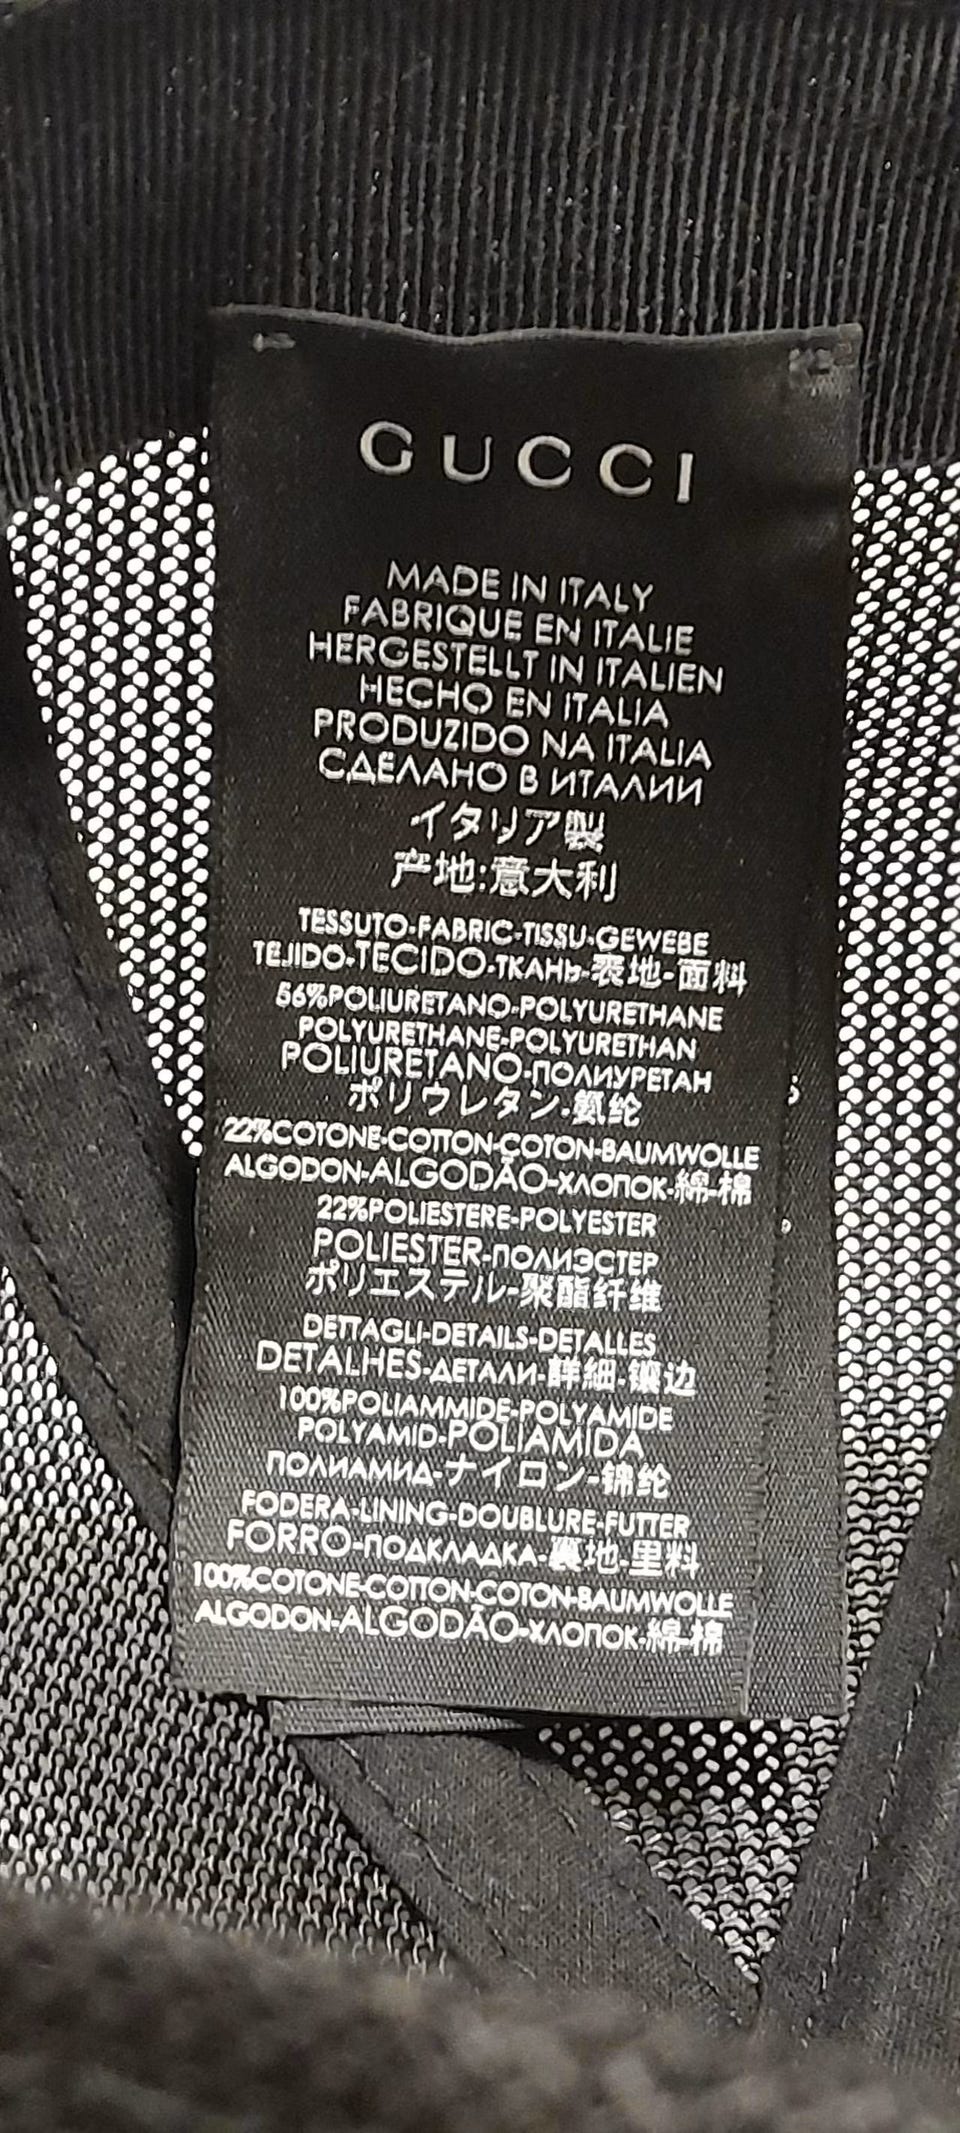 GUCCI
MADE IN ITALY
FABRIQUE EN ITALIE
HERGESTELLT IN ITALIEN
HECHO EN ITALIA
PRODUZIDO NA ITALIA
СДЕЛАНО В ИТАЛИИ
イタリア製
产地:意大利
TESSUTO-FABRIC-TISSU-GEWEBE
TEJIDO-TECIDO-ТКАНЬ-表地-面料
56%POLIURETANO-POLYURETHANE
POLYURETHANE-POLYURETHAN
POLIURETANO-ПОЛИУРЕТАН
ポリウレタン-氨纶
22%COTONE-COTTON-COTON-BAUMWOLLE
ALGODON-ALGODÃO-ХЛОПОК-綿-棉
22%POLIESTERE-POLYESTER
POLIESTER-ПОЛИЭСТЕР
ポリエステル-聚酯纤维
DETTAGLI-DETAILS-DETALLES
DETALHES-ДЕТАЛИ-詳細-镶边
100%POLIAMMIDE-POLYAMIDE
POLYAMID-POLIAMIDA
ПОЛИАМИД-ナイロン-锦纶
FODERA-LINING-DOUBLURE-FUTTER
FORRO-ПОДКЛАДКА-裏地-里料
100%COTONE-COTTON-COTON-BAUMWOLLE
ALGODON-ALGODÃO-ХЛОПОК-綿-棉